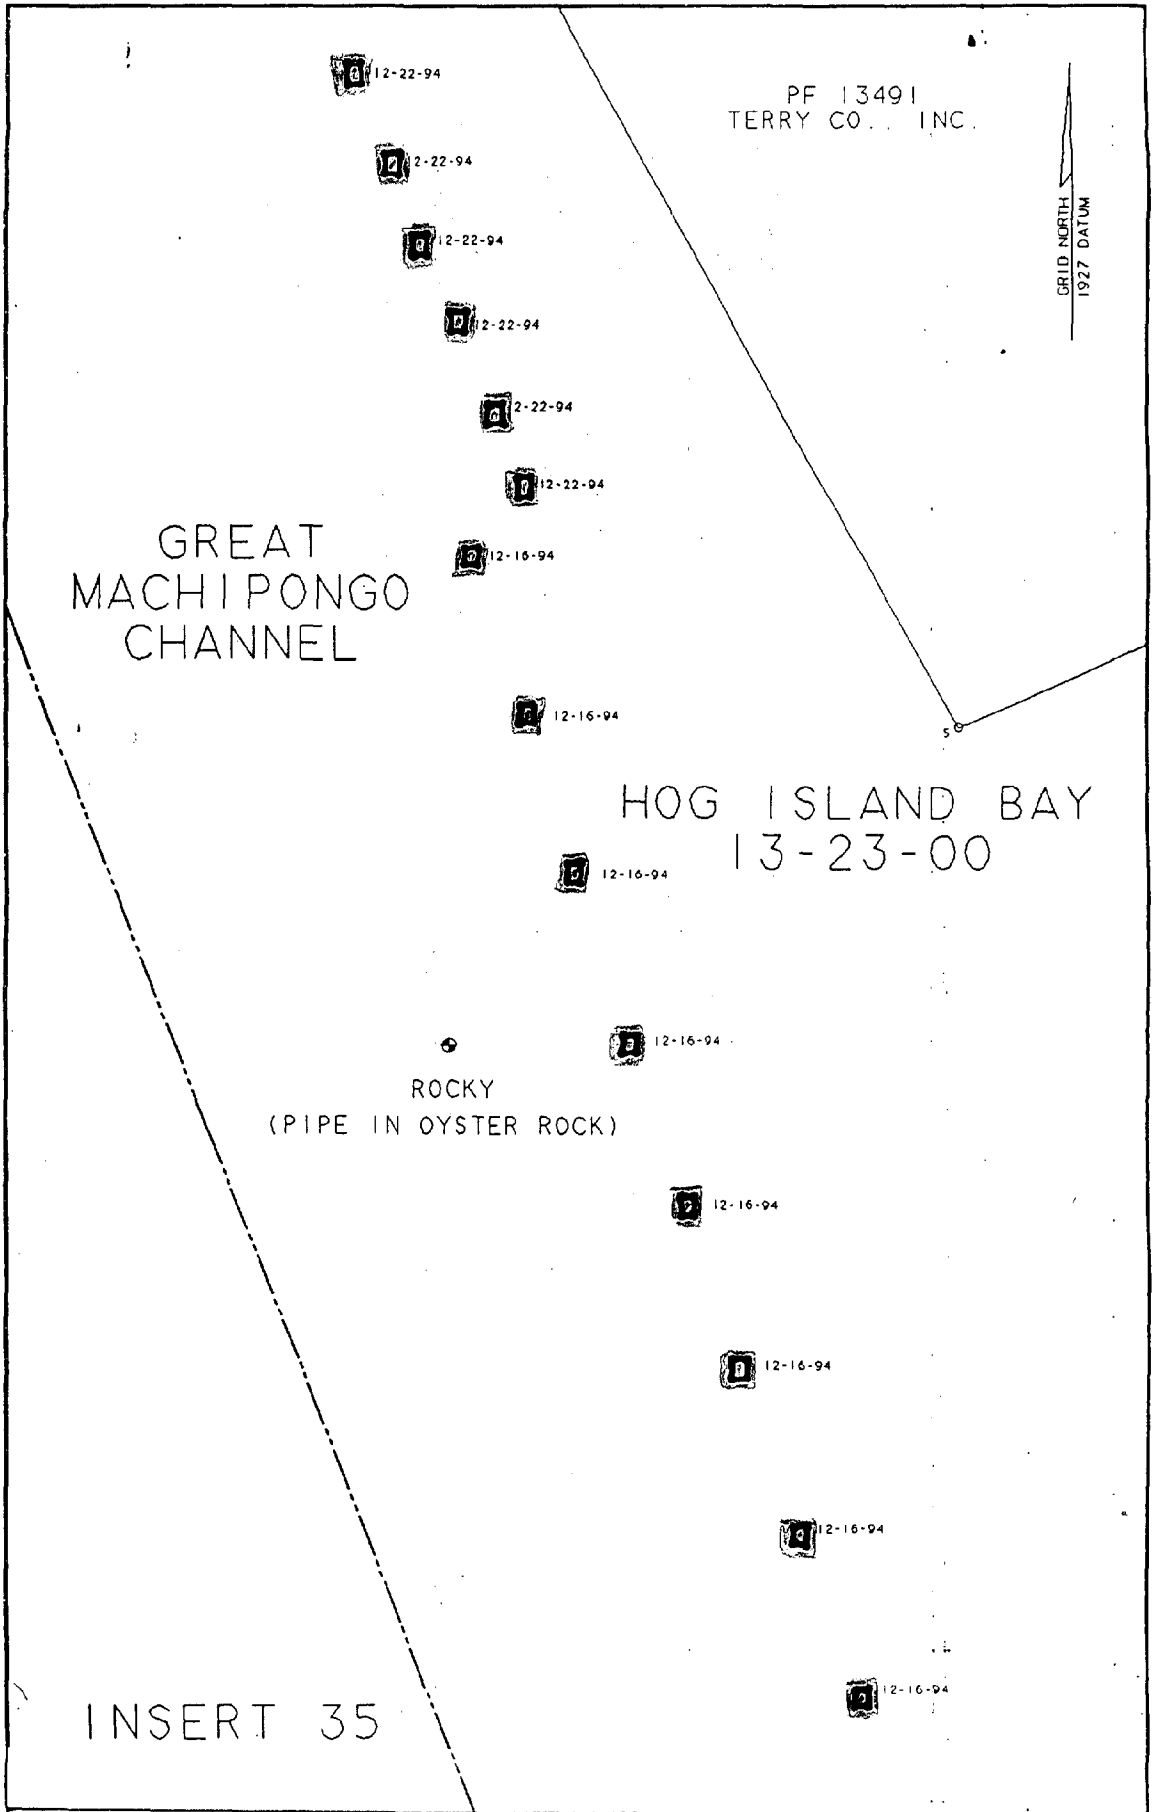 12-22-94
PF 13491
TERRY CO., INC.
2-22-94
GRID NORTH
1927 DATUM
12-22-94
12-22-94
2-22-94
12-22-94
GREAT
MACHIPONGO
CHANNEL
12-16-94
12-16-94
5
HOG ISLAND BAY
13-23-00
12-16-94
12-16-94
ROCKY
(PIPE IN OYSTER ROCK)
12-16-94
12-16-94
12-16-94
12-16-94
INSERT 35